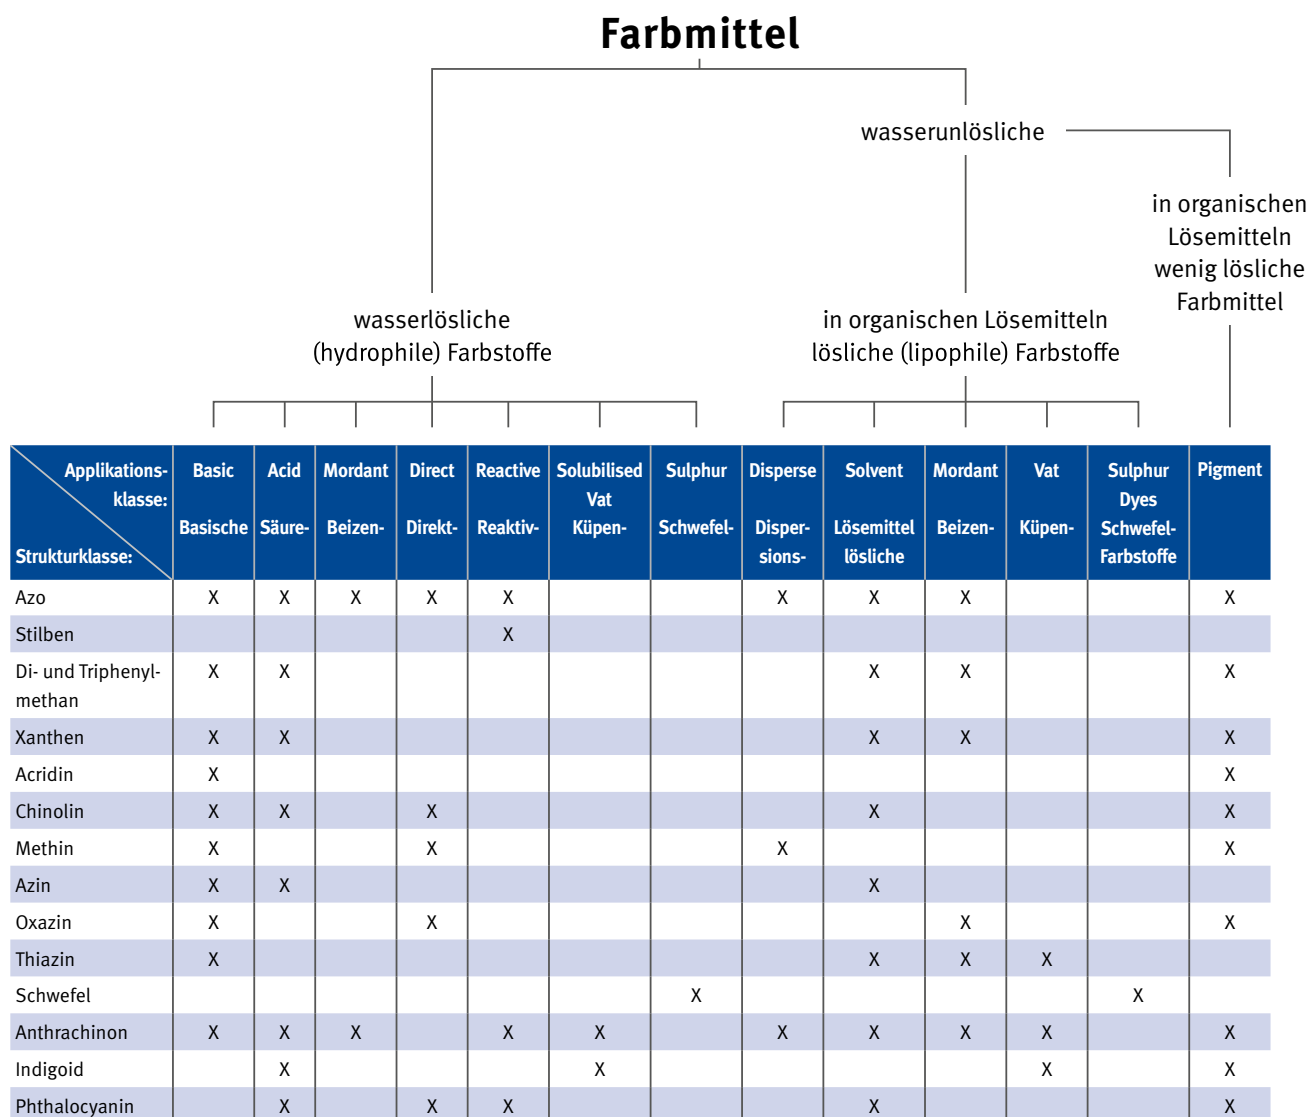 Farbmittel
wasserunlösliche
in organischen
Lösemitteln
wenig lösliche
Farbmittel
wasserlösliche
(hydrophile) Farbstoffe
in organischen Lösemitteln
lösliche (lipophile) Farbstoffe
Applikations- Basic Acid Mordant Direct Reactive Solubilised Sulphur Disperse Solvent Mordant Vat Sulphur Pigment
klasse: Vat Dyes
Basische Säure- Beizen- Direkt- Reaktiv- Küpen- Schwefel- Disper- Lösemittel Beizen- Küpen- Schwefel-
Strukturklasse: sions- lösliche Farbstoffe
Azo X X X X X X X X X
Stilben X
Di- und Triphenyl- X X X X X
methan
Xanthen X X X X X
Acridin X X
Chinolin X X X X X
Methin X X X X
Azin X X X
Oxazin X X X X
Thiazin X X X X
Schwefel X X
Anthrachinon X X X X X X X X X X
Indigoid X X X X
Phthalocyanin X X X X X